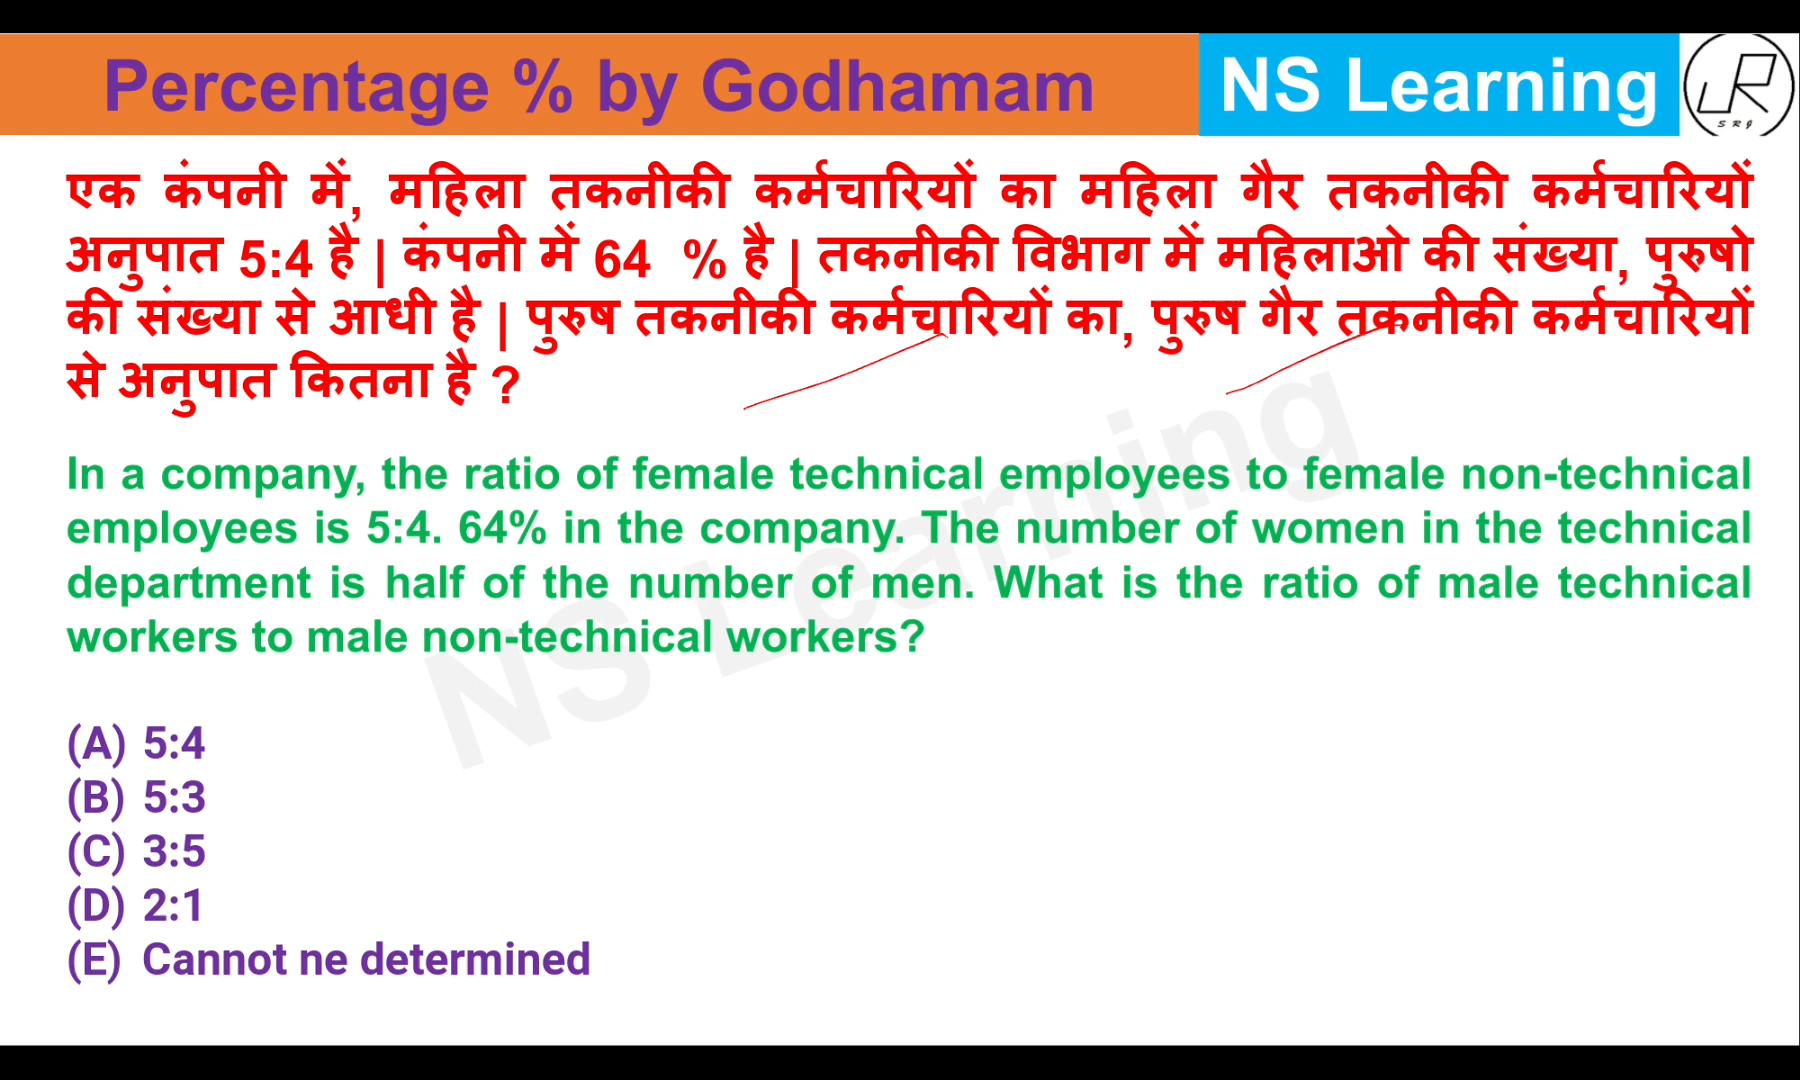 Percentage % by Godhamam
NS Learning
SRJ
एक कंपनी में, महिला तकनीकी कर्मचारियों का महिला गैर तकनीकी कर्मचारियों
अनुपात 5:4 है | कंपनी में 64 % है | तकनीकी विभाग में महिलाओ की संख्या, पुरुषो
की संख्या से आधी है | पुरुष तकनीकी कर्मचारियों का, पुरुष गैर तकनीकी कर्मचारियों
से अनुपात कितना है ?
In a company, the ratio of female technical employees to female non-technical
employees is 5:4. 64% in the company. The number of women in the technical
department is half of the number of men. What is the ratio of male technical
workers to male non-technical workers?
NS Learning
(A) 5:4
(B) 5:3
(C) 3:5
(D) 2:1
(E) Cannot ne determined